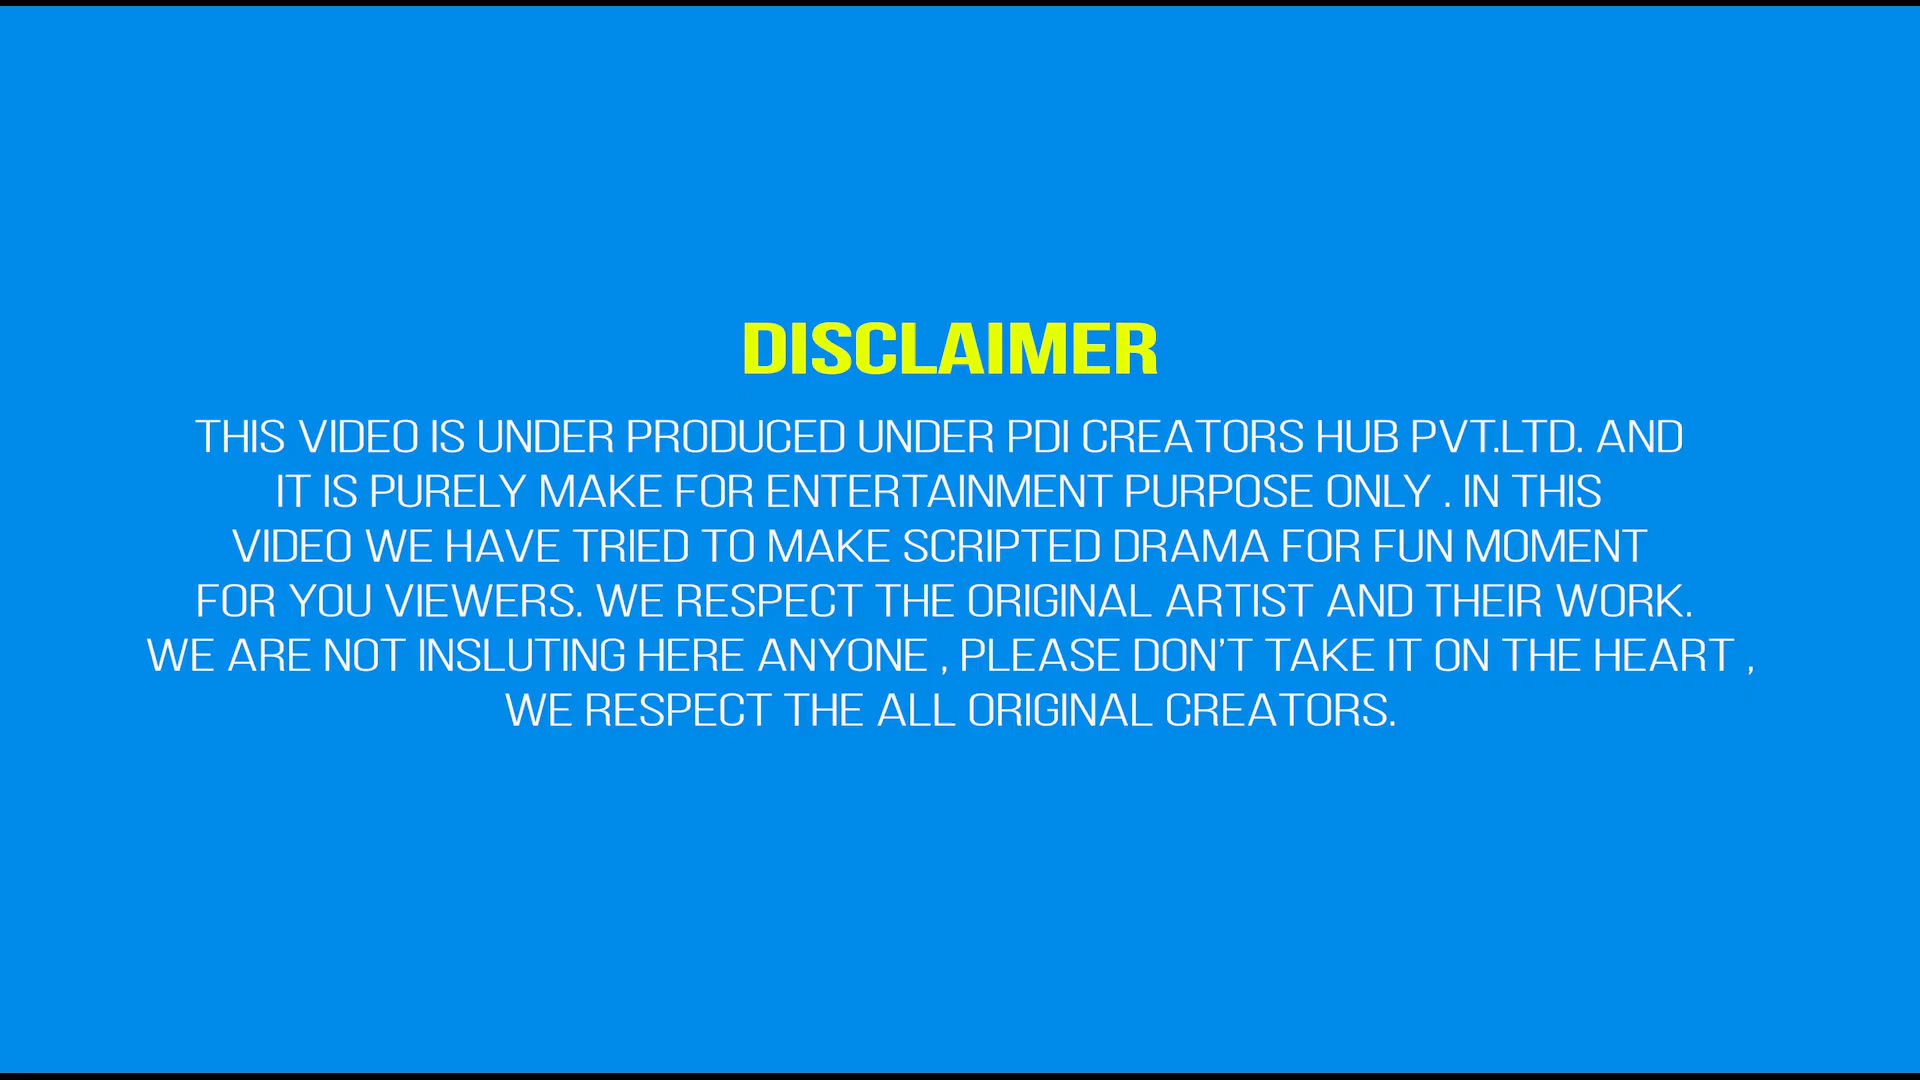 DISCLAIMER
THIS VIDEO IS UNDER PRODUCED UNDER PDI CREATORS HUB PVT.LTD. AND
IT IS PURELY MAKE FOR ENTERTAINMENT PURPOSE ONLY . IN THIS
VIDEO WE HAVE TRIED TO MAKE SCRIPTED DRAMA FOR FUN MOMENT
FOR YOU VIEWERS. WE RESPECT THE ORIGINAL ARTIST AND THEIR WORK.
WE ARE NOT INSLUTING HERE ANYONE , PLEASE DON’T TAKE IT ON THE HEART ,
WE RESPECT THE ALL ORIGINAL CREATORS.